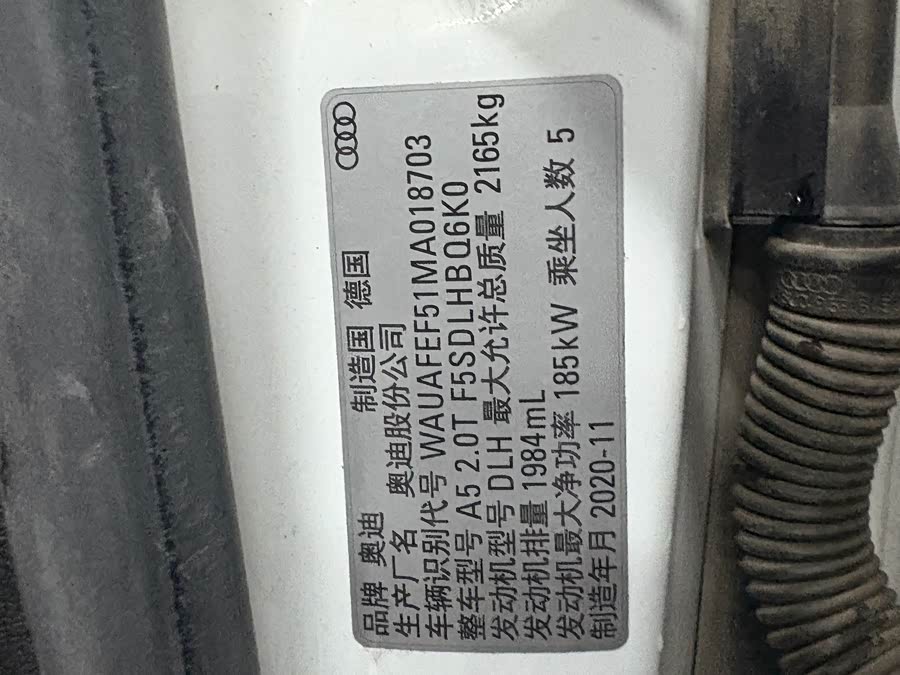 品牌 奥迪 制造国 德国
生产厂名 奥迪股份公司
车辆识别代号 WAUAFEF51MA018703
整车型号 A5 2.0T F5SDLHBQ6K0
发动机型号 DLH 最大允许总质量 2165kg
发动机排量 1984mL
发动机最大净功率 185kW 乘坐人数 5
制造年月 2020-11